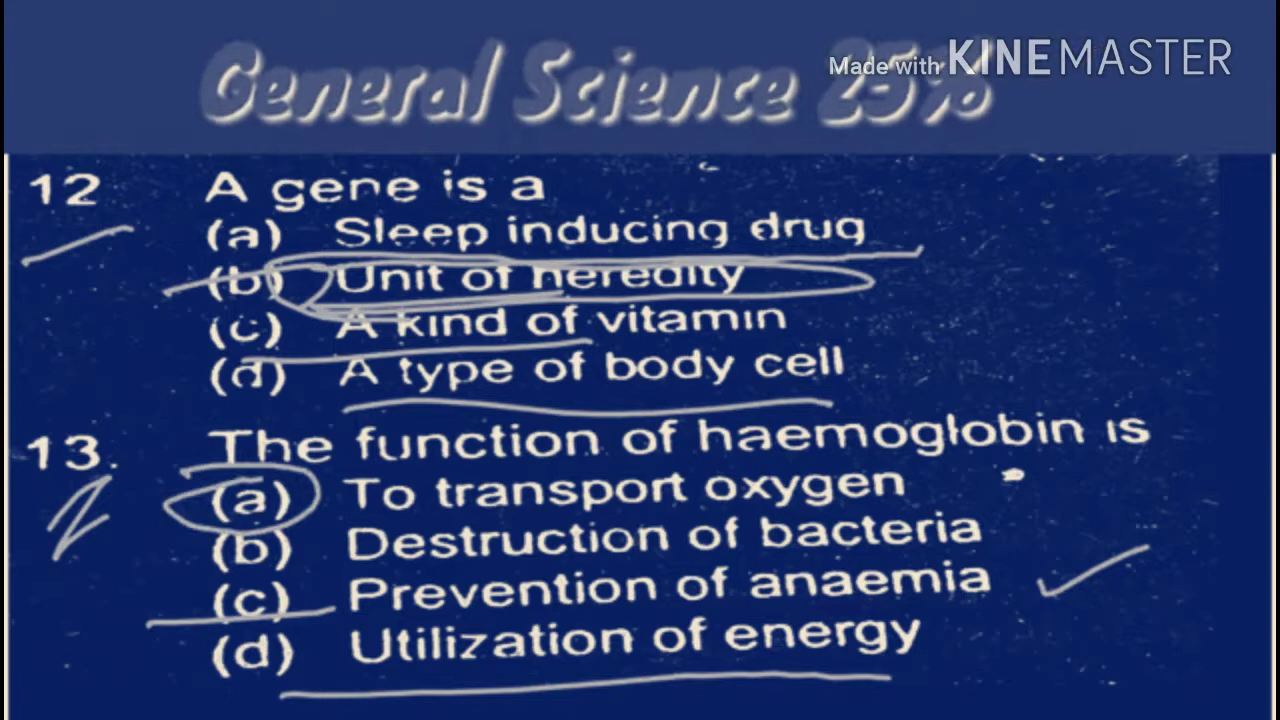 General Science 25%
Made with KINEMASTER
12 A gene is a
(a) Sleep inducing drug
(b) Unit of heredity
(c) A kind of vitamin
(d) A type of body cell
13. The function of haemoglobin is
(a) To transport oxygen
(b) Destruction of bacteria
(c) Prevention of anaemia
(d) Utilization of energy